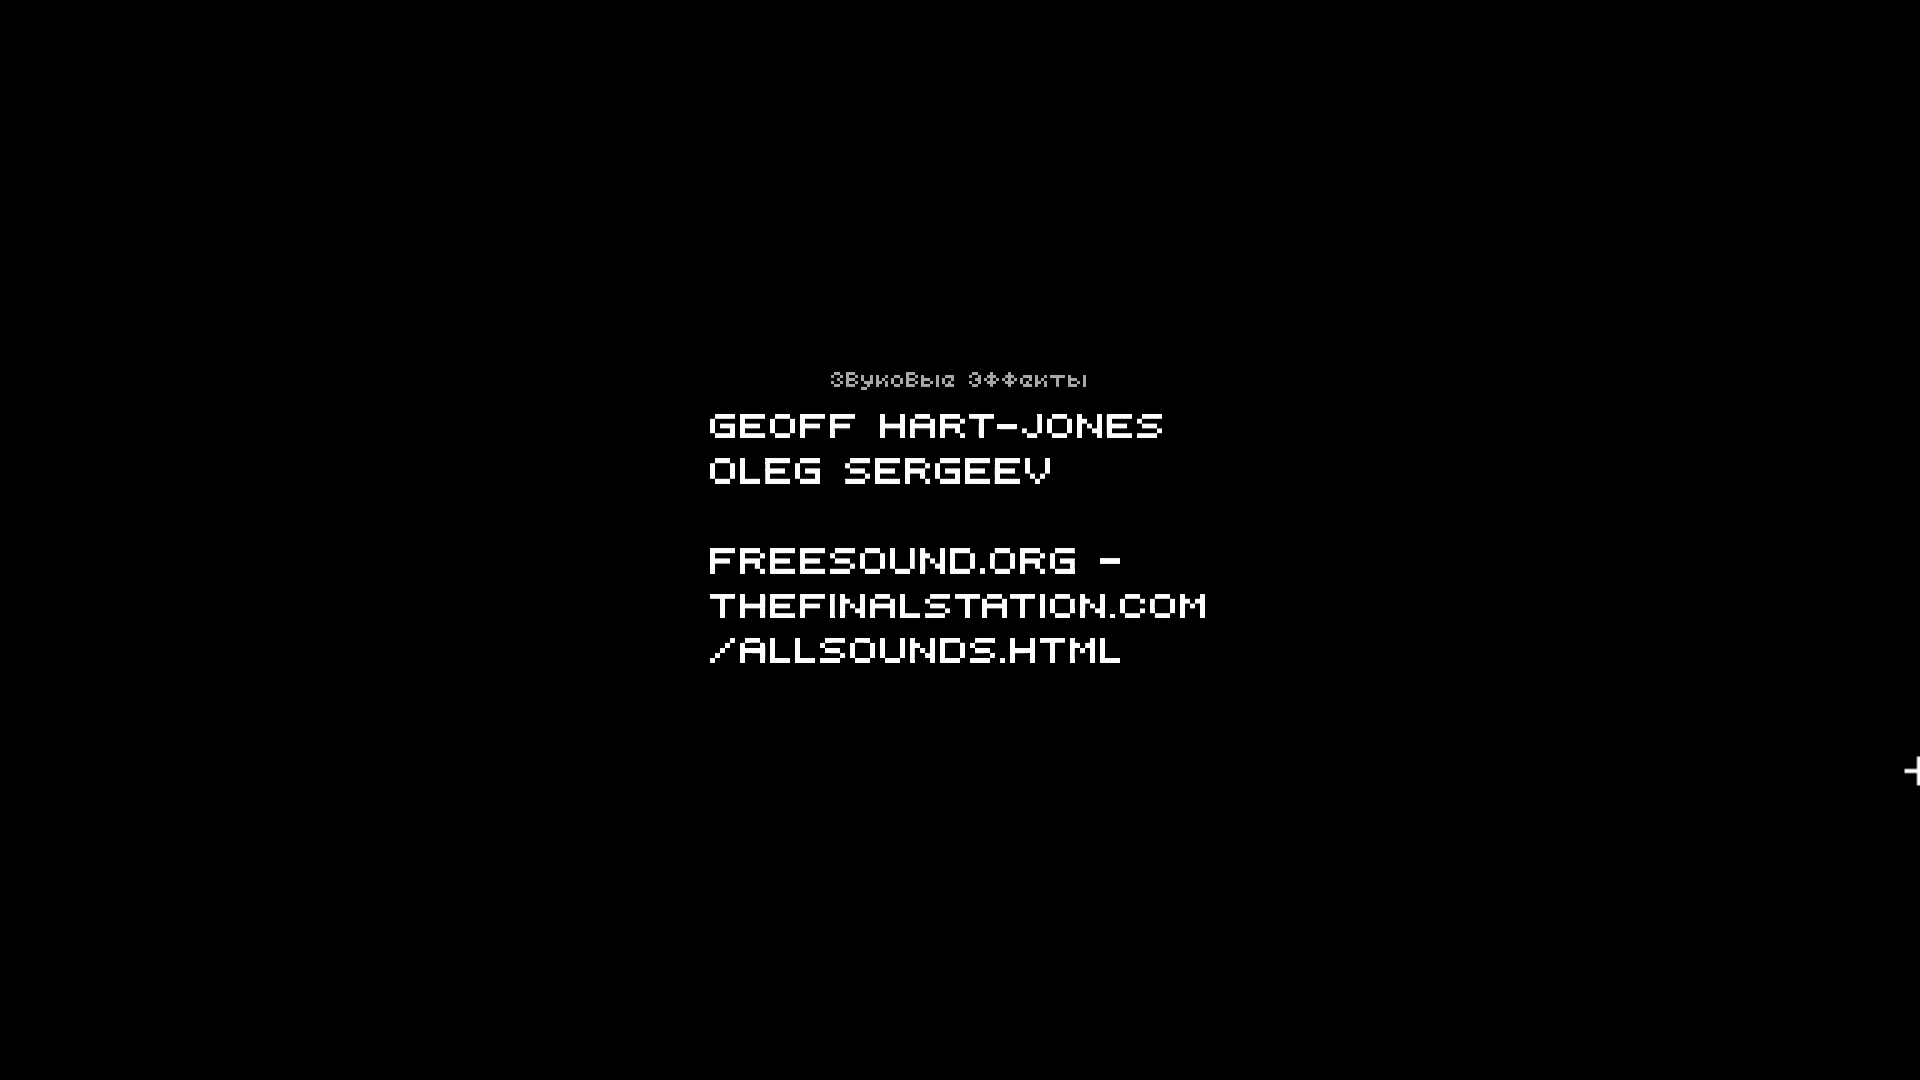 Звуковые Эффекты
GEOFF HART-JONES
OLEG SERGEEV
FREESOUND.ORG -
THEFINALSTATION.COM
/ALLSOUNDS.HTML